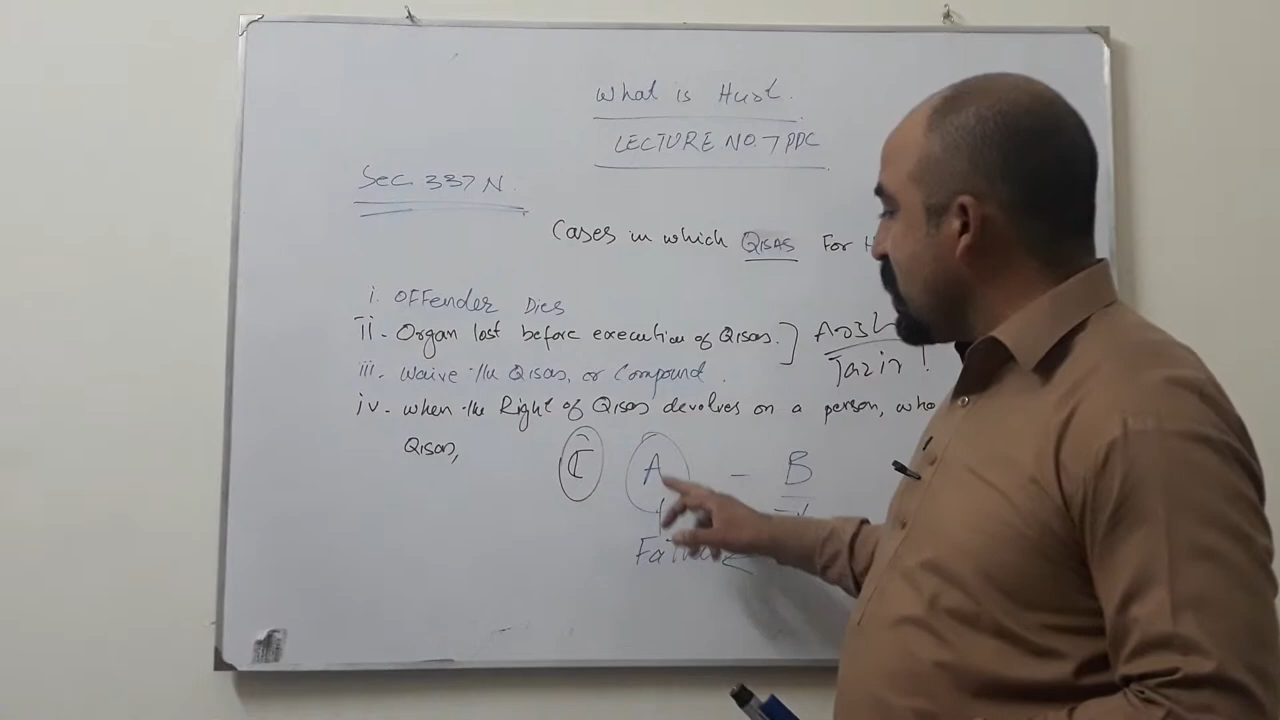 What is Hurt.
LECTURE NO. 7 PPC
Sec 337 N.
Cases in which QISAS For H
i. OFFender Dies
ii - Organ lost before execution of Qisas. ] Arsh
Tazir !
iii. waive the Qisas, or Compound.
iv - when the Right of Qisas devolves on a person, who
Qisas,
A - B